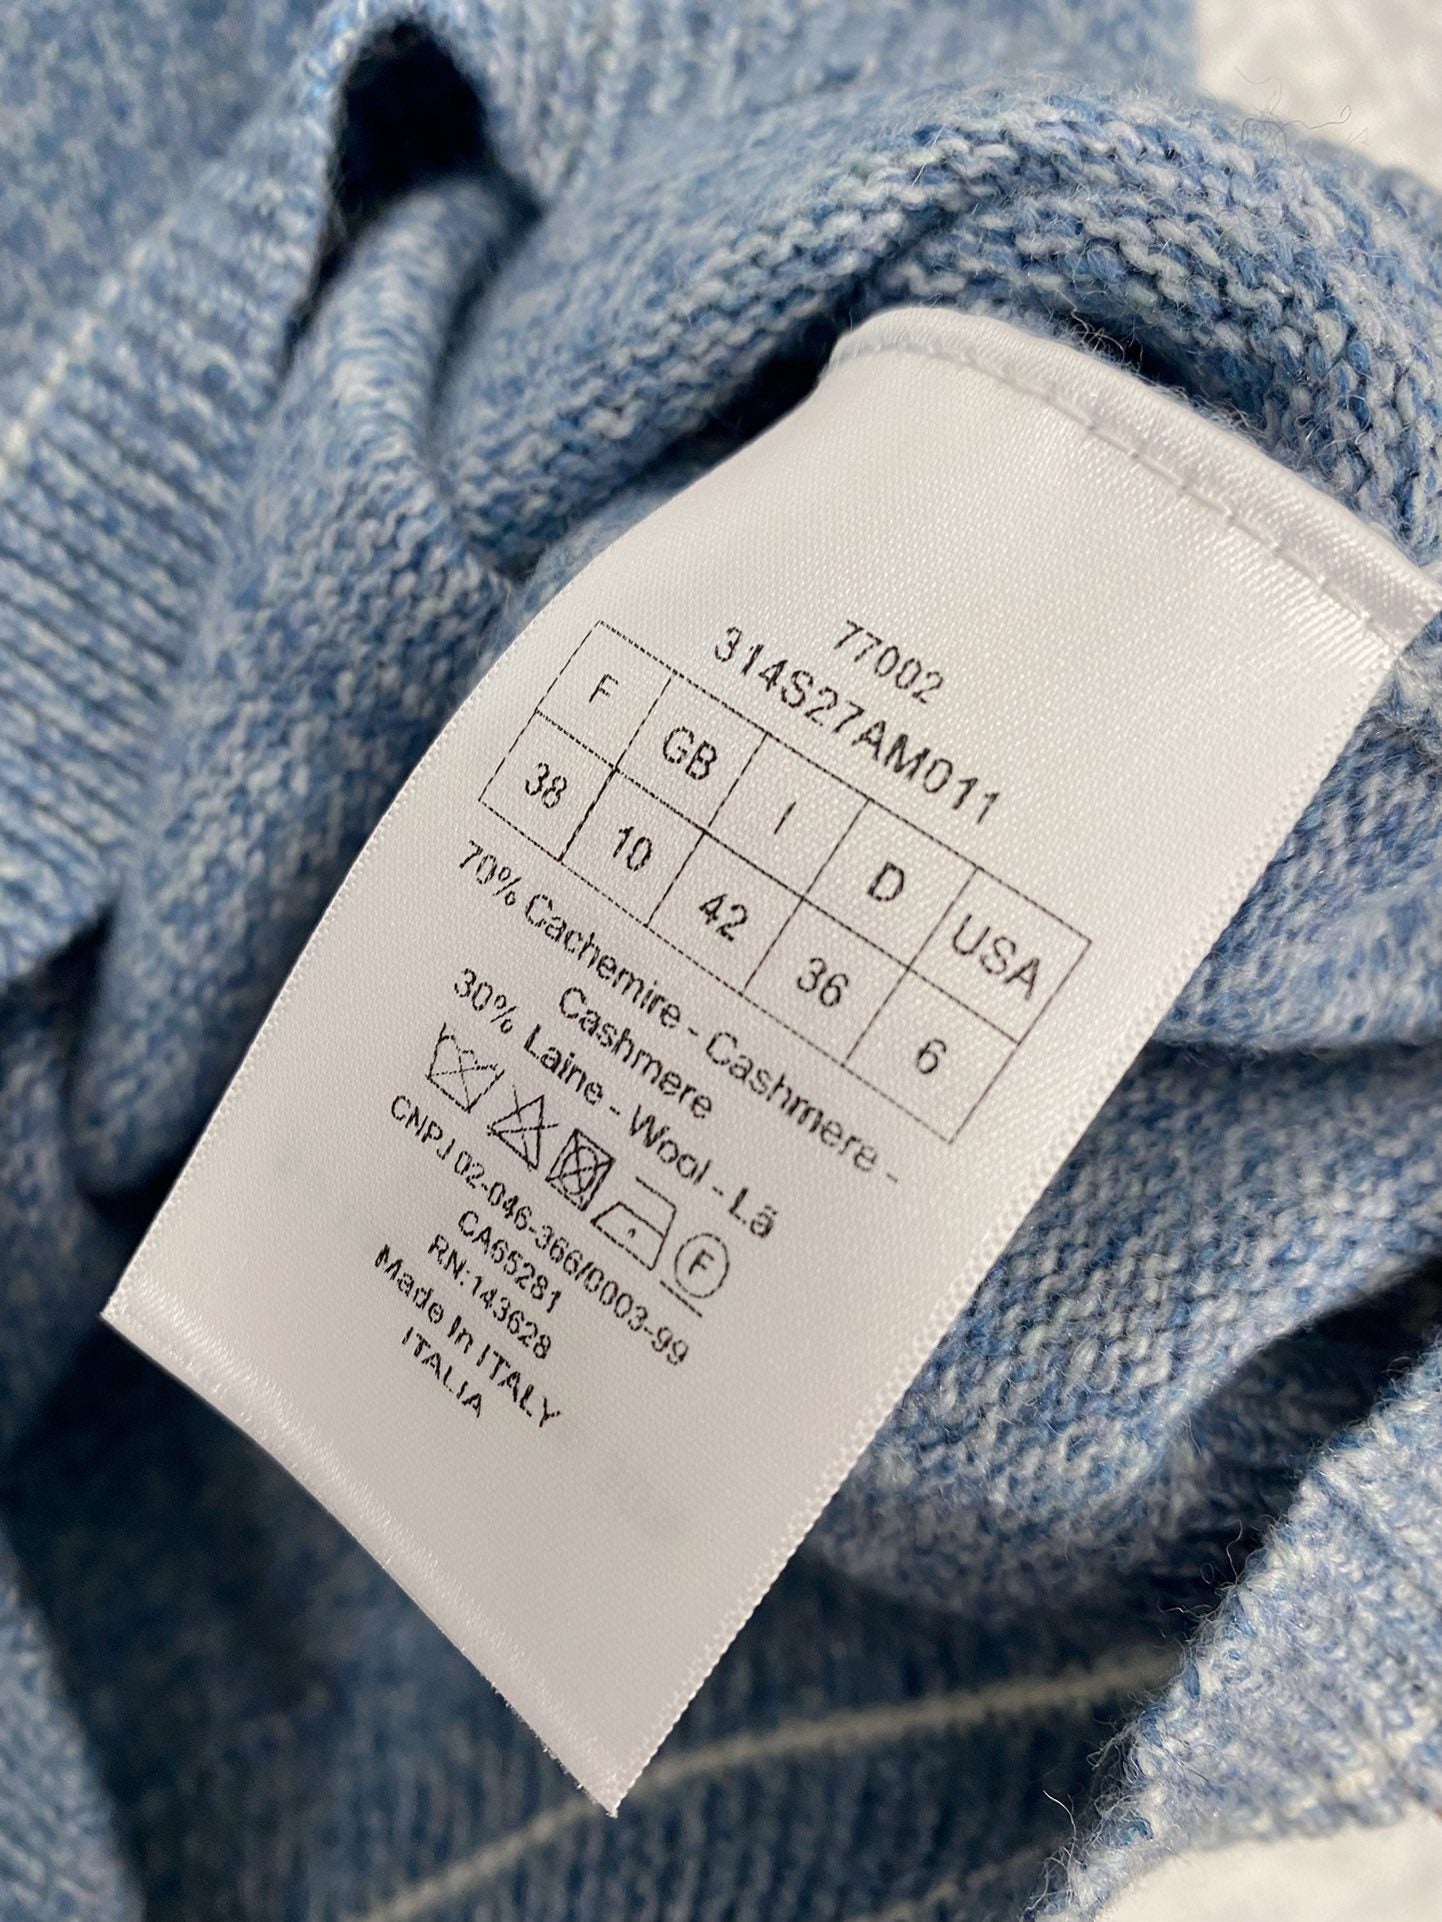 77002
314S27AM011
F GB I D USA
38 10 42 36 6
70% Cachemire - Cashmere -
Cashmere
30% Laine - Wool - Lã
F
CNPJ 02-046-366/0003-99
CA65281
RN:143628
Made In ITALY
ITALIA